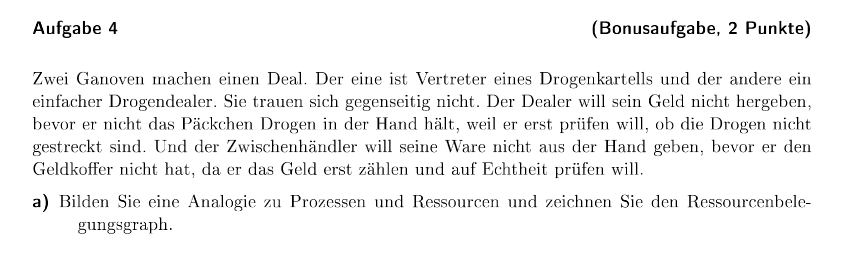 Aufgabe 4 (Bonusaufgabe, 2 Punkte)
Zwei Ganoven machen einen Deal. Der eine ist Vertreter eines Drogenkartells und der andere ein
einfacher Drogendealer. Sie trauen sich gegenseitig nicht. Der Dealer will sein Geld nicht hergeben,
bevor er nicht das Päckchen Drogen in der Hand hält, weil er erst prüfen will, ob die Drogen nicht
gestreckt sind. Und der Zwischenhändler will seine Ware nicht aus der Hand geben, bevor er den
Geldkoffer nicht hat, da er das Geld erst zählen und auf Echtheit prüfen will.
a) Bilden Sie eine Analogie zu Prozessen und Ressourcen und zeichnen Sie den Ressourcenbele-
gungsgraph.